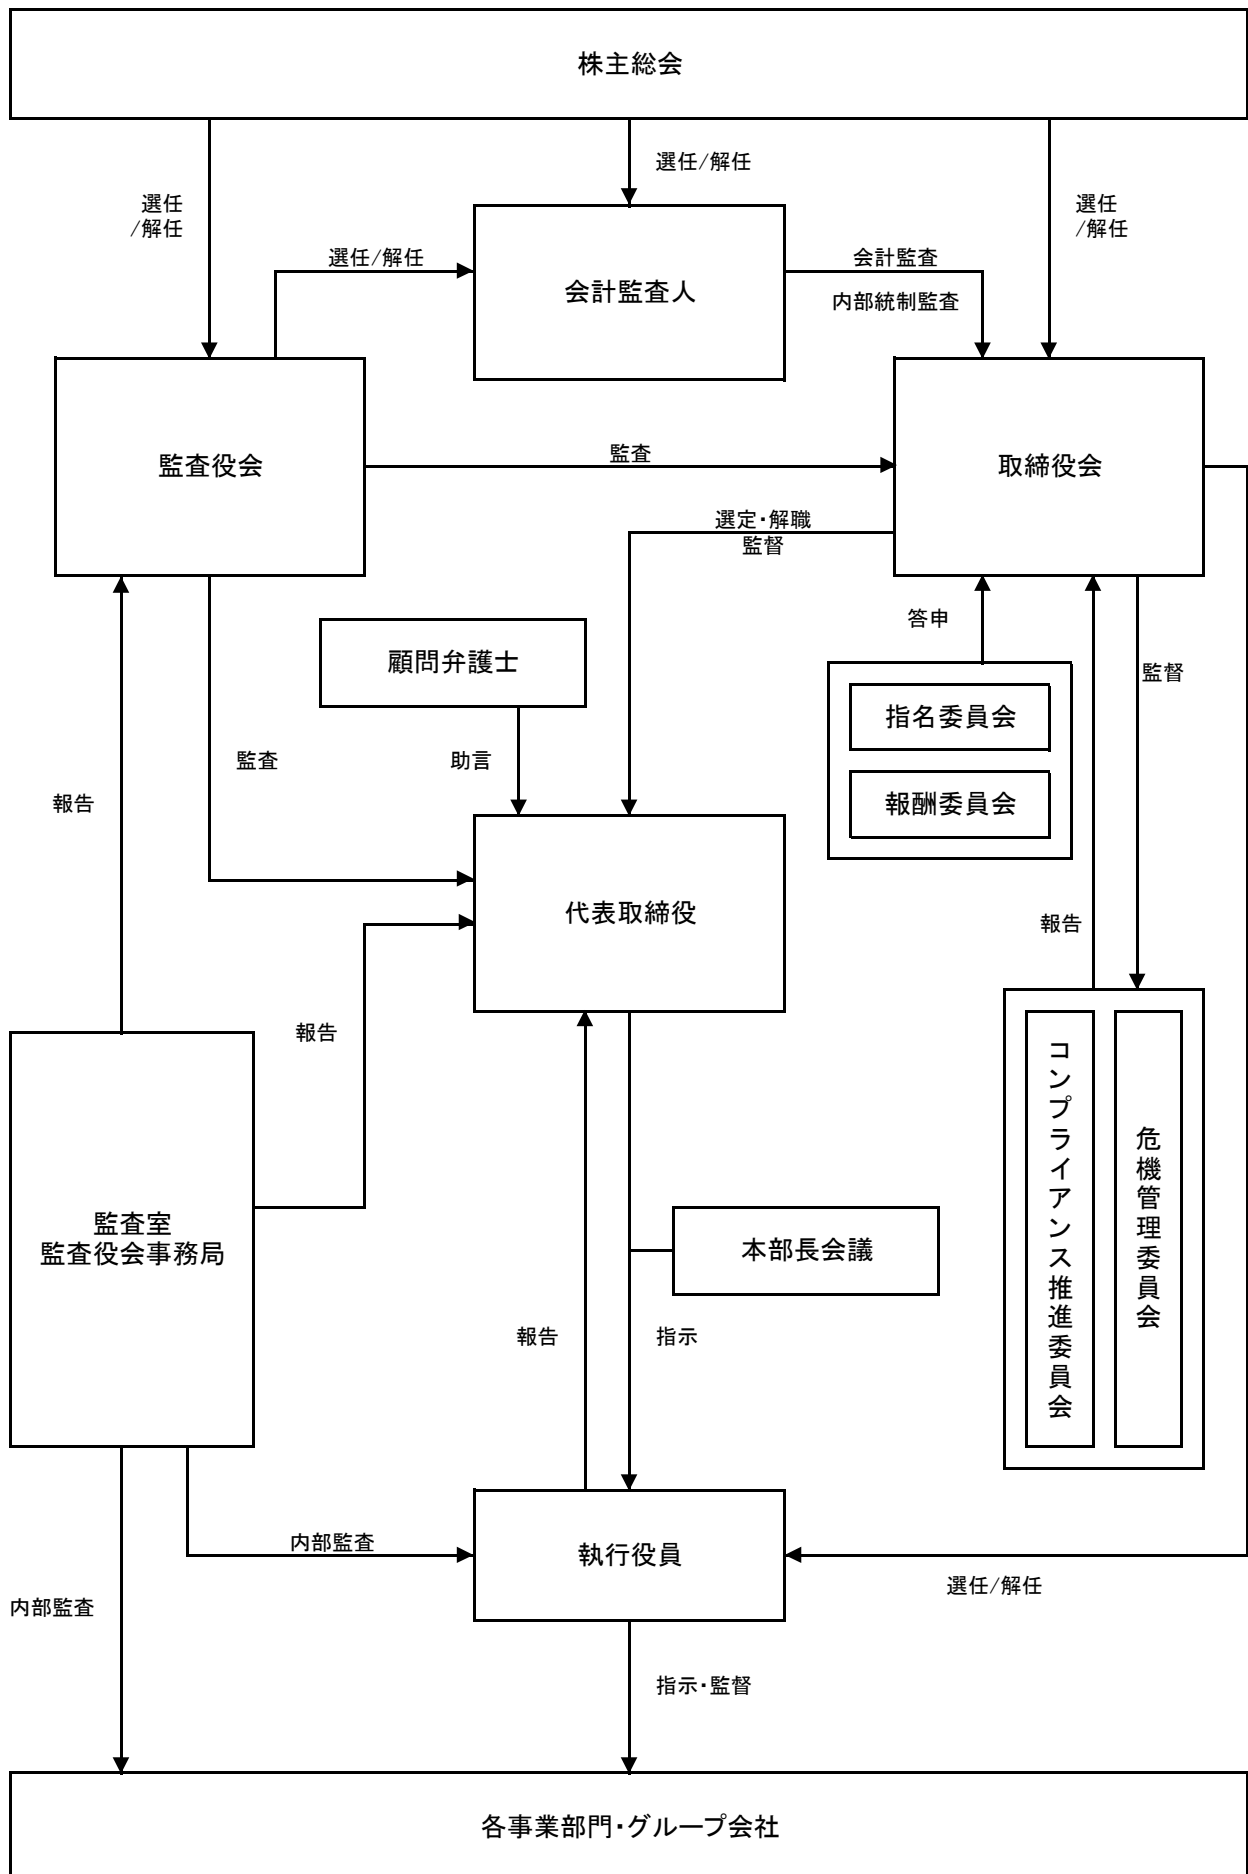 株主総会
選任/解任
選任
/解任
選任
/解任
選任/解任
会計監査
会計監査人
内部統制監査
監査
監査役会
取締役会
選定・解職
監督
答申
顧問弁護士
監督
指名委員会
監査
助言
報告
報酬委員会
代表取締役
報告
報告
コンプライアンス推進委員会
危機管理委員会
監査室
監査役会事務局
本部長会議
報告
指示
内部監査
執行役員
選任/解任
内部監査
指示・監督
各事業部門・グループ会社